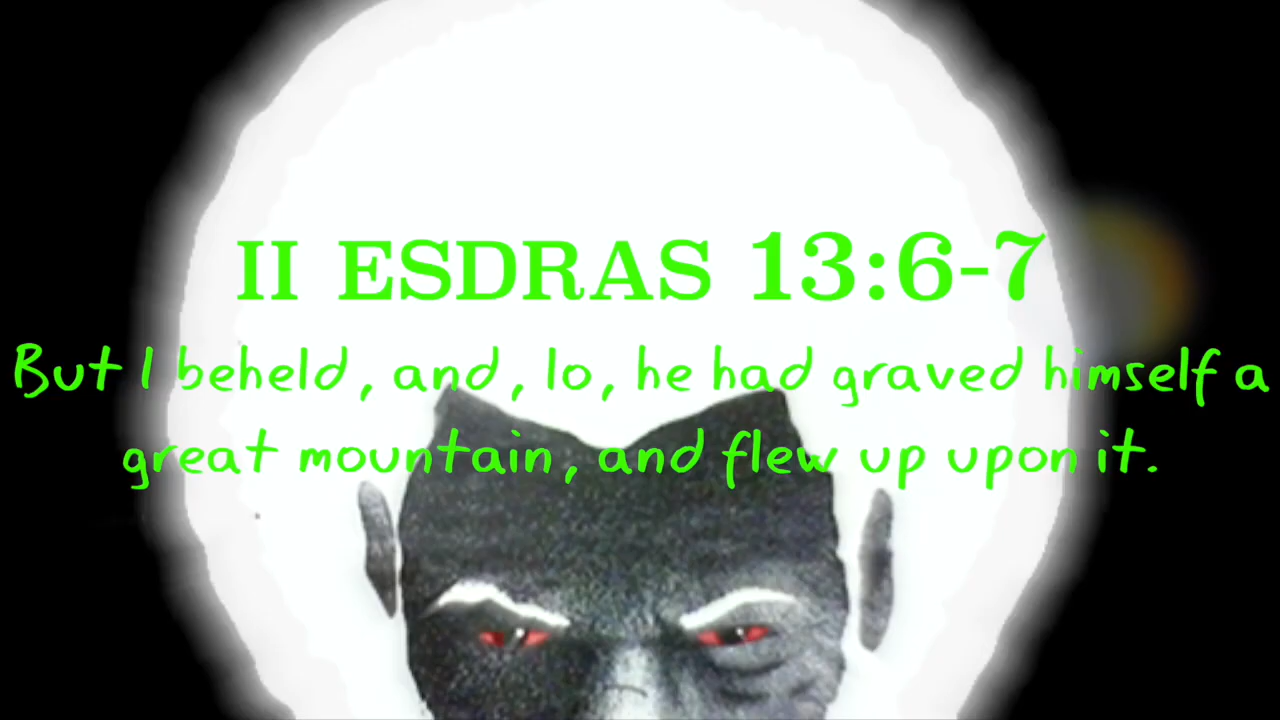 II ESDRAS 13:6-7
But I beheld, and, lo, he had graved himself a
great mountain, and flew up upon it.